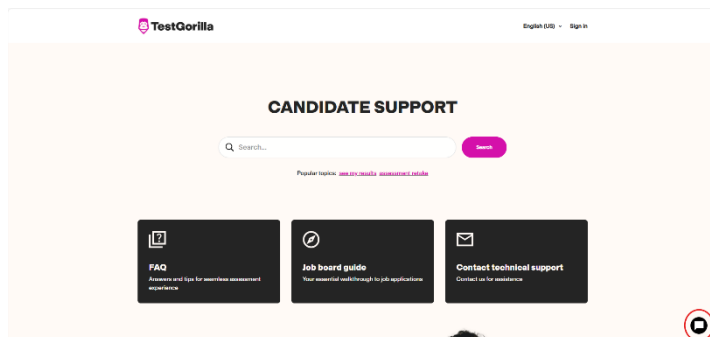 TestGorilla
English (US)
Sign in
CANDIDATE SUPPORT
Search...
Search
Popular topics: see my results assessment retake
FAQ
Answers and tips for seamless assessment
experience
Job board guide
Your essential walkthrough to job applications
Contact technical support
Contact us for assistance